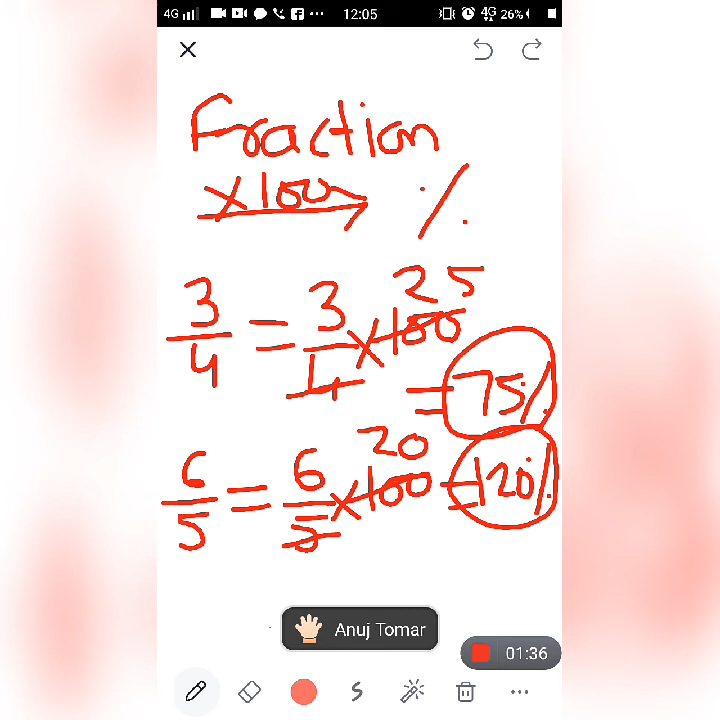 4G 12:05 4G 26%
Fraction
×100 %
25
3/4 = 3/4 ×100
= 75%
20
6/5 = 6/5 ×100 = 120%
Anuj Tomar
01:36